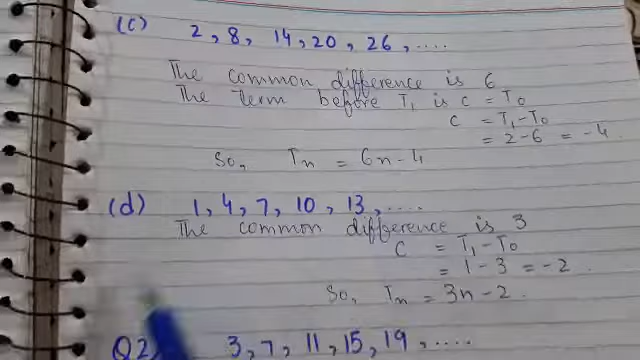 (c) 2, 8, 14, 20, 26, ....
The common difference is 6
The term before T₁ is c = T₀
c = T₁ - T₀
= 2 - 6 = -4.
So, Tₙ = 6n - 4
(d) 1, 4, 7, 10, 13, ....
The common difference is 3
c = T₁ - T₀
= 1 - 3 = -2.
So, Tₙ = 3n - 2.
Q2, 3, 7, 11, 15, 19, ....